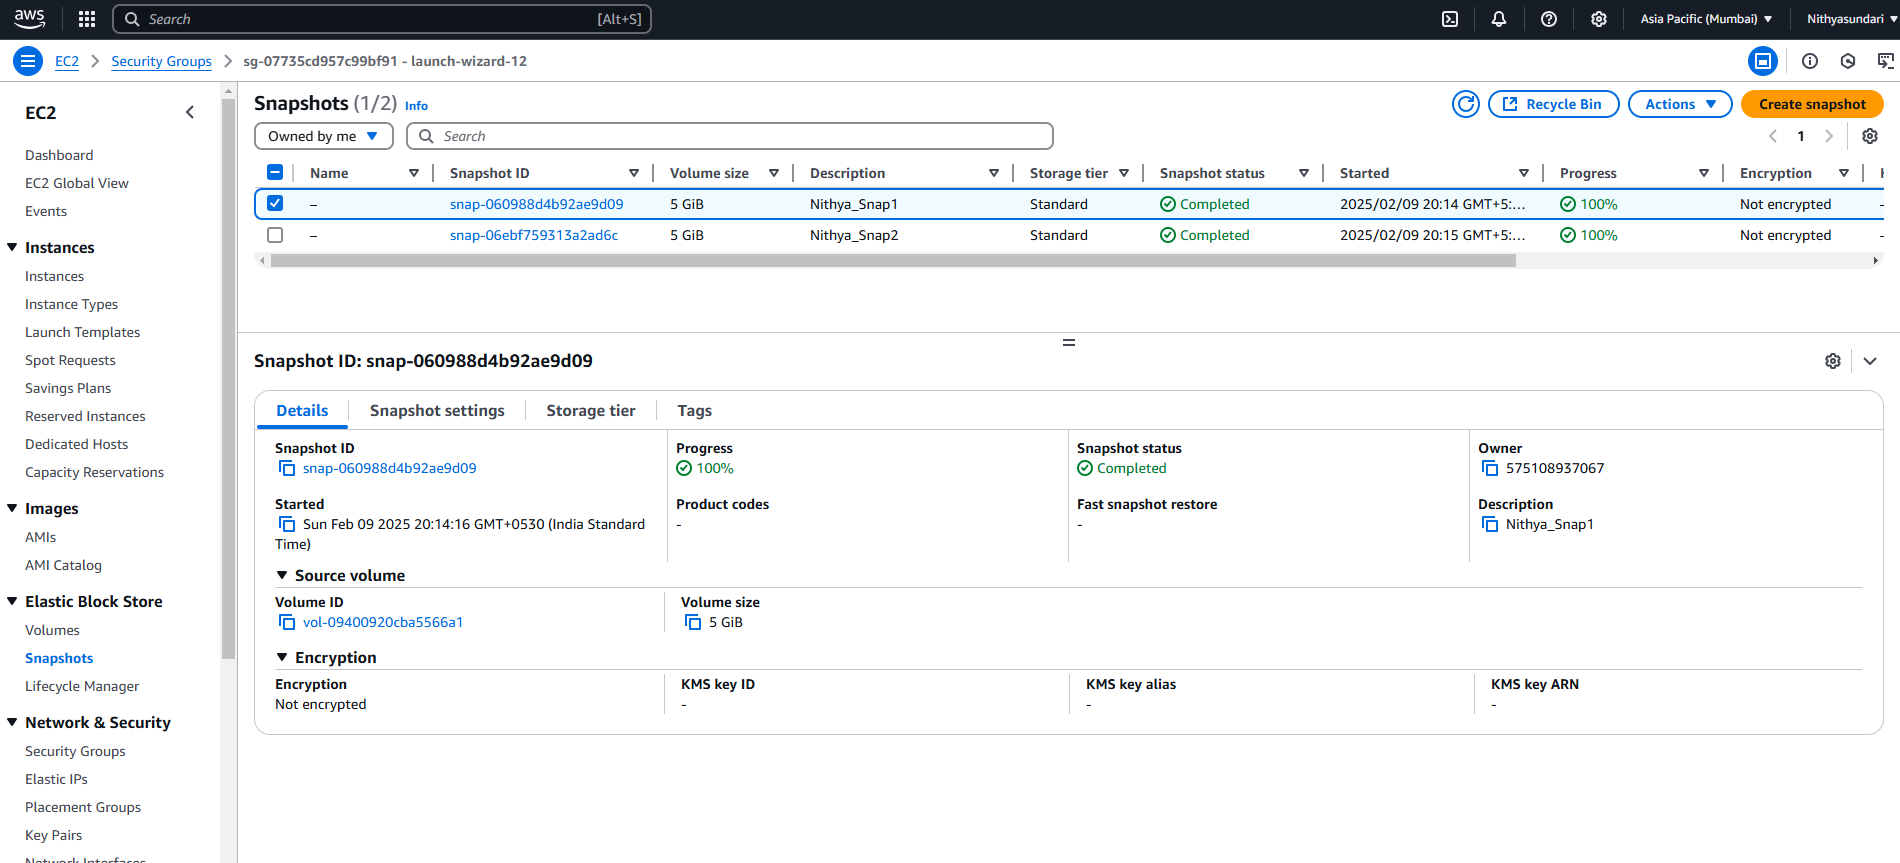 aws Search [Alt+S] Asia Pacific (Mumbai) Nithyasundari
EC2 Security Groups sg-07735cd957c99bf91 - launch-wizard-12
EC2
Dashboard
EC2 Global View
Events
Instances
Instances
Instance Types
Launch Templates
Spot Requests
Savings Plans
Reserved Instances
Dedicated Hosts
Capacity Reservations
Images
AMIs
AMI Catalog
Elastic Block Store
Volumes
Snapshots
Lifecycle Manager
Network & Security
Security Groups
Elastic IPs
Placement Groups
Key Pairs
Network Interfaces
Snapshots (1/2) Info Recycle Bin Actions Create snapshot
Owned by me Search 1
Name Snapshot ID Volume size Description Storage tier Snapshot status Started Progress Encryption
– snap-060988d4b92ae9d09 5 GiB Nithya_Snap1 Standard Completed 2025/02/09 20:14 GMT+5:... 100% Not encrypted –
– snap-06ebf759313a2ad6c 5 GiB Nithya_Snap2 Standard Completed 2025/02/09 20:15 GMT+5:... 100% Not encrypted –
Snapshot ID: snap-060988d4b92ae9d09
Details Snapshot settings Storage tier Tags
Snapshot ID Progress Snapshot status Owner
snap-060988d4b92ae9d09 100% Completed 575108937067
Started Product codes Fast snapshot restore Description
Sun Feb 09 2025 20:14:16 GMT+0530 (India Standard - - Nithya_Snap1
Time)
Source volume
Volume ID Volume size
vol-09400920cba5566a1 5 GiB
Encryption
Encryption KMS key ID KMS key alias KMS key ARN
Not encrypted - - -